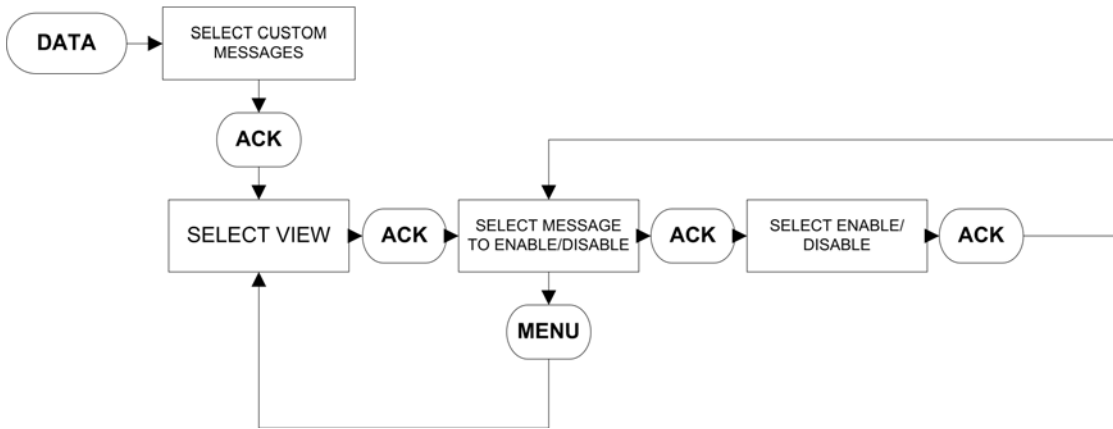 DATA
SELECT CUSTOM
MESSAGES
ACK
SELECT VIEW
ACK
SELECT MESSAGE
TO ENABLE/DISABLE
ACK
SELECT ENABLE/
DISABLE
ACK
MENU